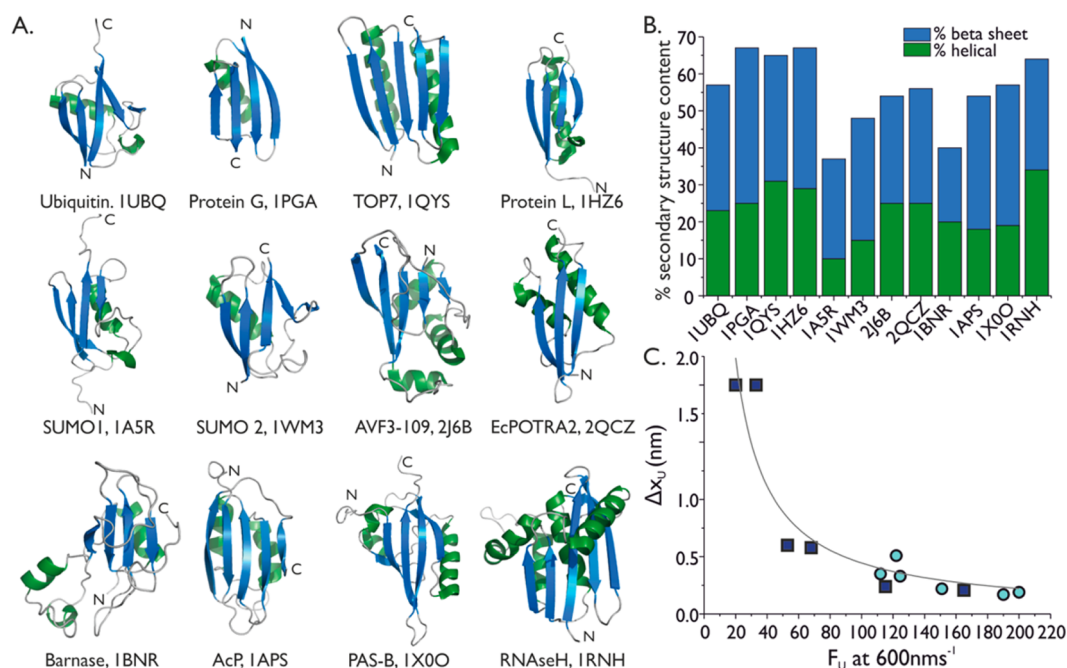 A.
C
N
Ubiquitin. 1UBQ
N
C
Protein G, 1PGA
C
N
TOP7, 1QYS
C
N
Protein L, 1HZ6
C
N
SUMO1, 1A5R
C
N
SUMO 2, 1WM3
C
N
AVF3-109, 2J6B
C
N
EcPOTRA2, 2QCZ
C
N
Barnase, 1BNR
N
C
AcP, 1APS
C
N
PAS-B, 1X0O
C
N
RNAseH, 1RNH
B.
% beta sheet
% helical
% secondary structure content
70
60
50
40
30
20
10
0
1UBQ 1PGA 1QYS 1HZ6 1A5R 1WM3 2J6B 2QCZ 1BNR 1APS 1X0O 1RNH
C.
Δx_U (nm)
2.0
1.5
1.0
0.5
0.0
0 20 40 60 80 100 120 140 160 180 200 220
F_U at 600nms⁻¹